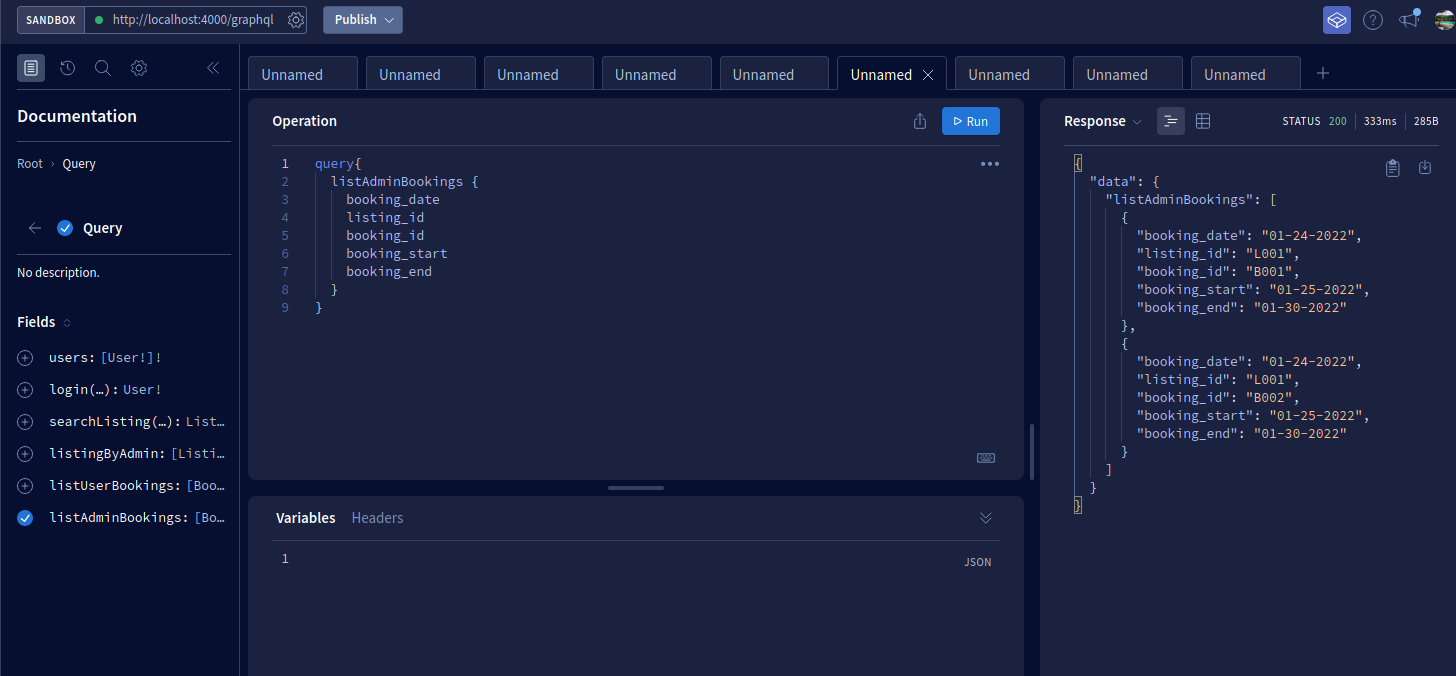 SANDBOX http://localhost:4000/graphql Publish
Documentation
Root › Query
Query
No description.
Fields
users: [User!]!
login(…): User!
searchListing(…): List…
listingByAdmin: [Listi…
listUserBookings: [Boo…
listAdminBookings: [Bo…
Unnamed Unnamed Unnamed Unnamed Unnamed Unnamed Unnamed Unnamed Unnamed
Operation
Run
1 query{
2 listAdminBookings {
3 booking_date
4 listing_id
5 booking_id
6 booking_start
7 booking_end
8 }
9 }
Variables Headers
1
JSON
Response STATUS 200 333ms 285B
{
"data": {
"listAdminBookings": [
{
"booking_date": "01-24-2022",
"listing_id": "L001",
"booking_id": "B001",
"booking_start": "01-25-2022",
"booking_end": "01-30-2022"
},
{
"booking_date": "01-24-2022",
"listing_id": "L001",
"booking_id": "B002",
"booking_start": "01-25-2022",
"booking_end": "01-30-2022"
}
]
}
}